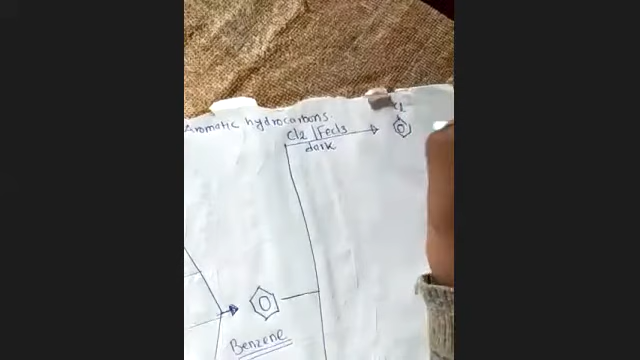 Aromatic hydrocarbons.
Cl
Cl2 / FeCl3
dark
Benzene